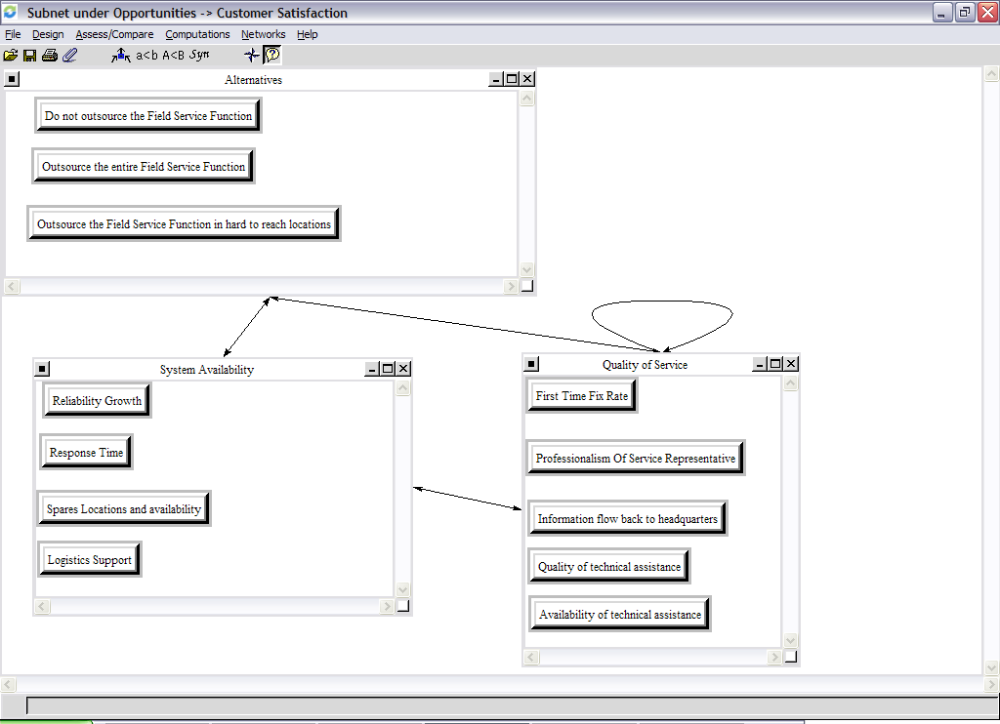 Subnet under Opportunities -> Customer Satisfaction
File Design Assess/Compare Computations Networks Help
a<b A<B Syn
Alternatives
Do not outsource the Field Service Function
Outsource the entire Field Service Function
Outsource the Field Service Function in hard to reach locations
System Availability
Reliability Growth
Response Time
Spares Locations and availability
Logistics Support
Quality of Service
First Time Fix Rate
Professionalism Of Service Representative
Information flow back to headquarters
Quality of technical assistance
Availability of technical assistance